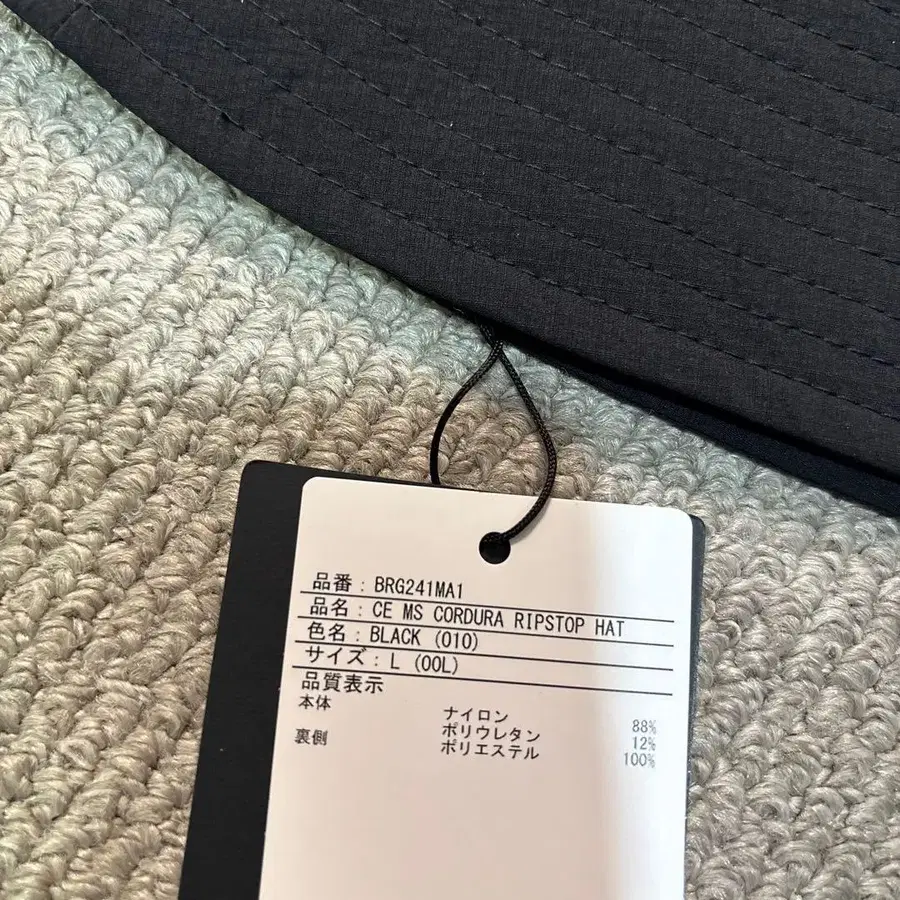 品番：BRG241MA1
品名：CE MS CORDURA RIPSTOP HAT
色名：BLACK (010)
サイズ：L (00L)
品質表示
本体 ナイロン 88%
ポリウレタン 12%
裏側 ポリエステル 100%